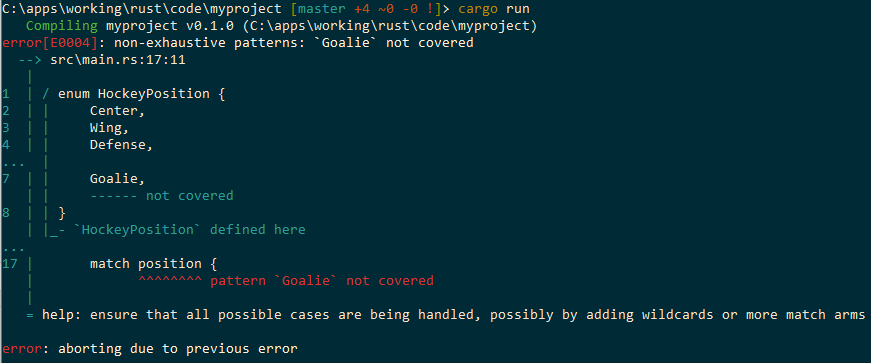 C:\apps\working\rust\code\myproject [master +4 ~0 -0 !]> cargo run
   Compiling myproject v0.1.0 (C:\apps\working\rust\code\myproject)
error[E0004]: non-exhaustive patterns: `Goalie` not covered
  --> src\main.rs:17:11
   |
1  | / enum HockeyPosition {
2  | |     Center,
3  | |     Wing,
4  | |     Defense,
...  |
7  | |     Goalie,
   | |     ------ not covered
8  | | }
   | |_- `HockeyPosition` defined here
...
17 |       match position {
   |             ^^^^^^^^ pattern `Goalie` not covered
   |
   = help: ensure that all possible cases are being handled, possibly by adding wildcards or more match arms
error: aborting due to previous error